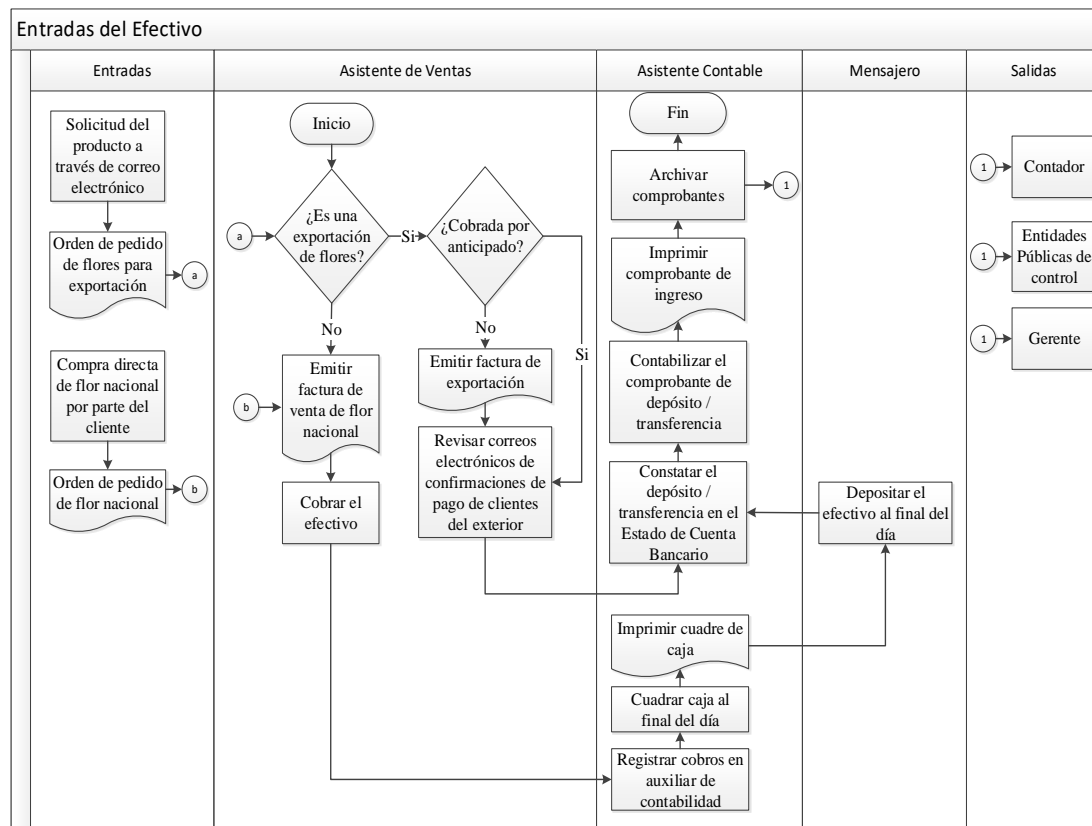 Entradas del Efectivo
Entradas
Asistente de Ventas
Asistente Contable
Mensajero
Salidas
Solicitud del
producto a
través de correo
electrónico
Orden de pedido
de flores para
exportación
a
Compra directa
de flor nacional
por parte del
cliente
Orden de pedido
de flor nacional
b
Inicio
a
¿Es una
exportación
de flores?
Si
¿Cobrada por
anticipado?
No
No
Si
b
Emitir
factura de
venta de flor
nacional
Emitir factura de
exportación
Cobrar el
efectivo
Revisar correos
electrónicos de
confirmaciones de
pago de clientes
del exterior
Fin
Archivar
comprobantes
1
Imprimir
comprobante de
ingreso
Contabilizar el
comprobante de
depósito /
transferencia
Constatar el
depósito /
transferencia en el
Estado de Cuenta
Bancario
Imprimir cuadre de
caja
Cuadrar caja al
final del día
Registrar cobros en
auxiliar de
contabilidad
Depositar el
efectivo al final del
día
1
Contador
1
Entidades
Públicas de
control
1
Gerente